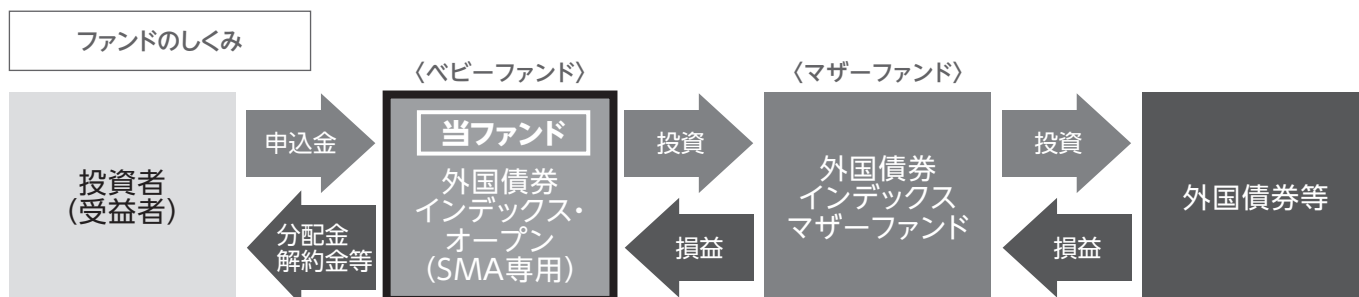 ファンドのしくみ
〈ベビーファンド〉
〈マザーファンド〉
投資者
(受益者)
申込金
分配金
解約金等
当ファンド
外国債券
インデックス・
オープン
(SMA専用)
投資
損益
外国債券
インデックス
マザーファンド
投資
損益
外国債券等